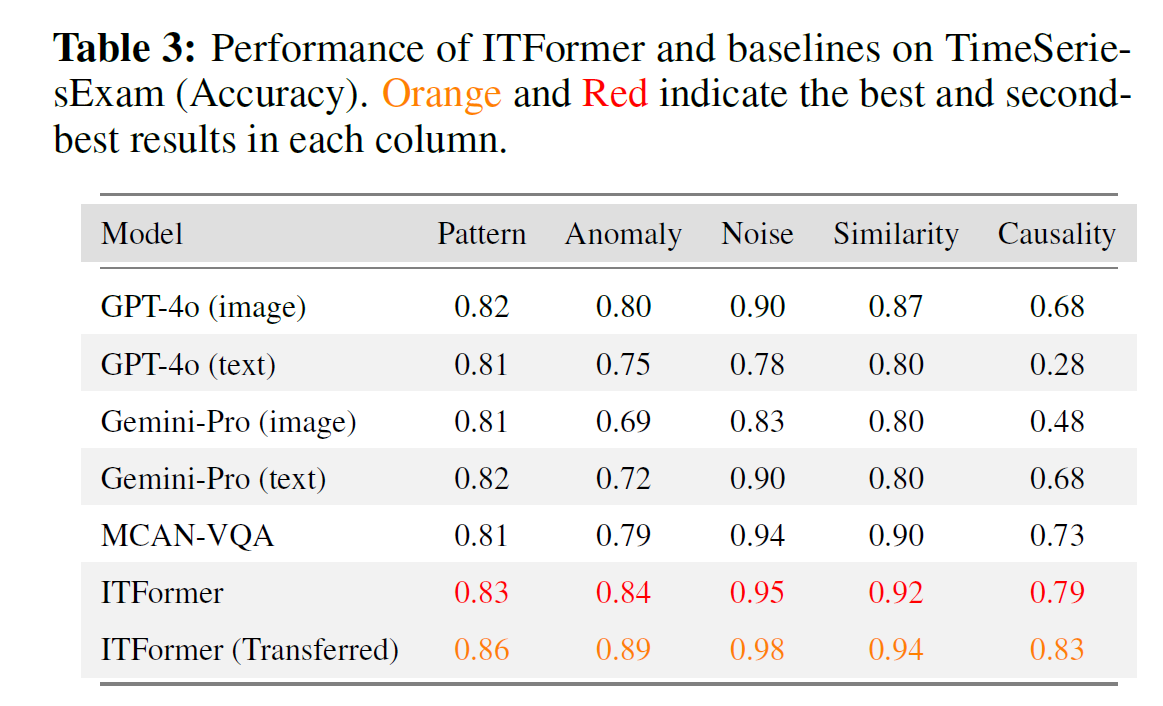 Table 3: Performance of ITFormer and baselines on TimeSerie-
sExam (Accuracy). Orange and Red indicate the best and second-
best results in each column.
Model Pattern Anomaly Noise Similarity Causality
GPT-4o (image) 0.82 0.80 0.90 0.87 0.68
GPT-4o (text) 0.81 0.75 0.78 0.80 0.28
Gemini-Pro (image) 0.81 0.69 0.83 0.80 0.48
Gemini-Pro (text) 0.82 0.72 0.90 0.80 0.68
MCAN-VQA 0.81 0.79 0.94 0.90 0.73
ITFormer 0.83 0.84 0.95 0.92 0.79
ITFormer (Transferred) 0.86 0.89 0.98 0.94 0.83